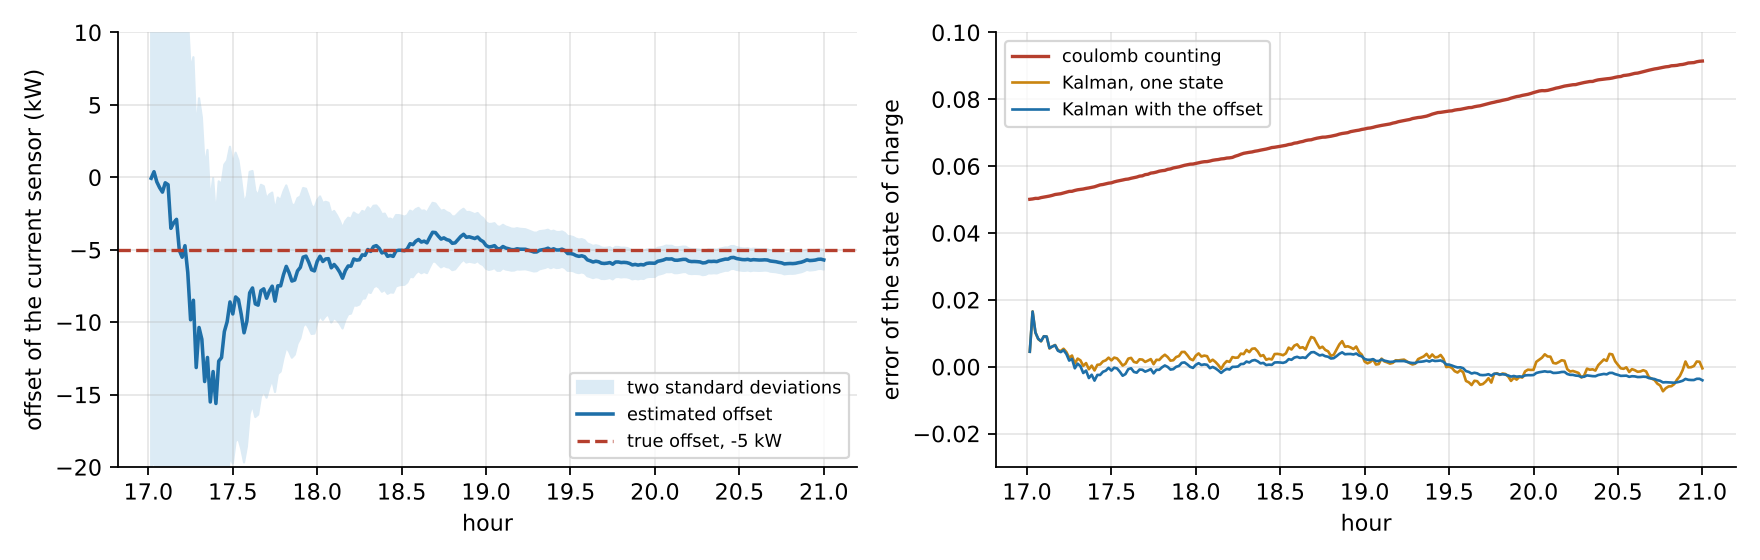 offset of the current sensor (kW)
10
5
0
−5
−10
−15
−20
two standard deviations
estimated offset
true offset, -5 kW
17.0 17.5 18.0 18.5 19.0 19.5 20.0 20.5 21.0
hour
error of the state of charge
0.10
0.08
0.06
0.04
0.02
0.00
−0.02
coulomb counting
Kalman, one state
Kalman with the offset
17.0 17.5 18.0 18.5 19.0 19.5 20.0 20.5 21.0
hour